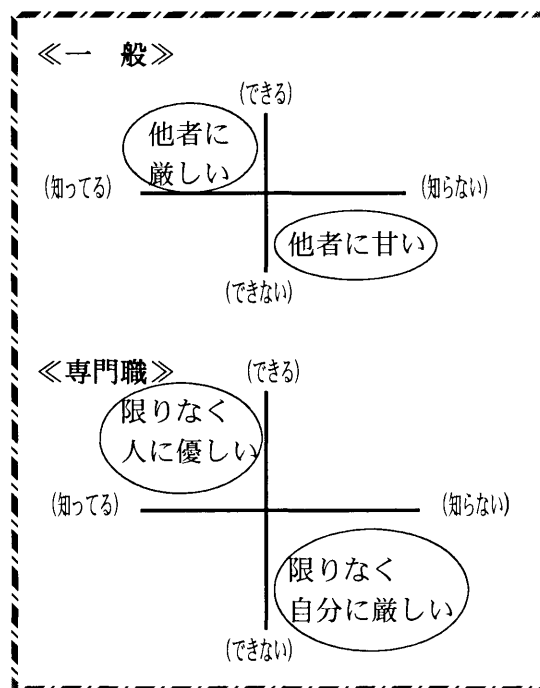 ≪一 般≫
(できる)
他者に
厳しい
(知ってる)
(知らない)
他者に甘い
(できない)
≪専門職≫
(できる)
限りなく
人に優しい
(知ってる)
(知らない)
限りなく
自分に厳しい
(できない)